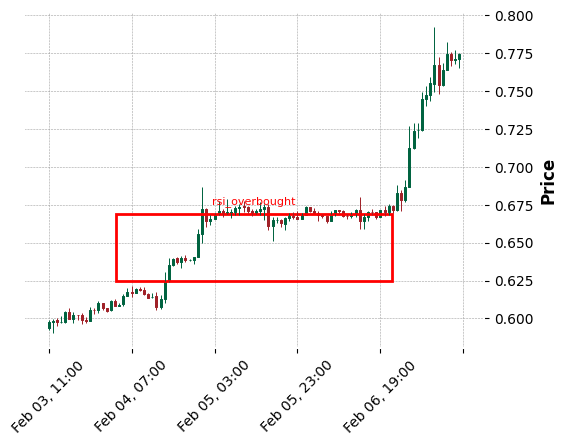 0.800
0.775
0.750
0.725
0.700
rsi_overbought
0.675
0.650
0.625
0.600
Price
Feb 03, 11:00
Feb 04, 07:00
Feb 05, 03:00
Feb 05, 23:00
Feb 06, 19:00